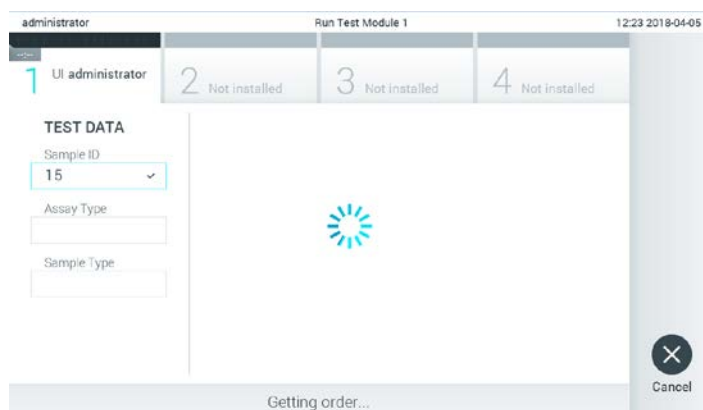 administrator Run Test Module 1 12:23 2018-04-05
1 UI administrator 2 Not installed 3 Not installed 4 Not installed
TEST DATA
Sample ID
15
Assay Type
Sample Type
Cancel
Getting order...